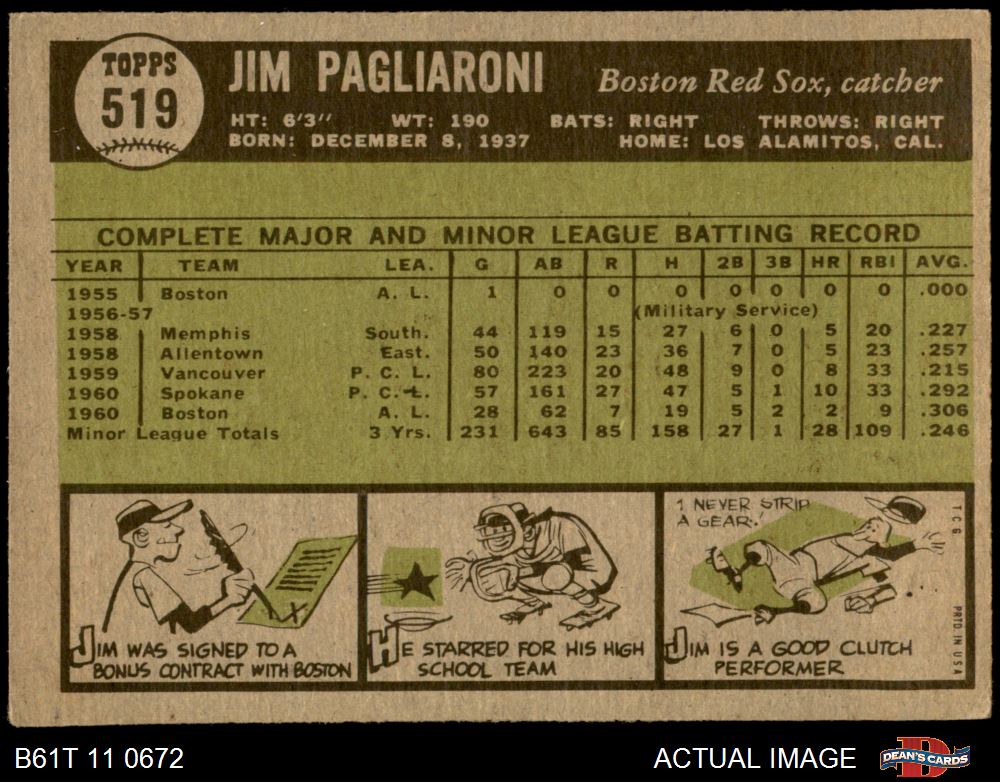 TOPPS
519
JIM PAGLIARONI Boston Red Sox, catcher
HT: 6'3" WT: 190 BATS: RIGHT THROWS: RIGHT
BORN: DECEMBER 8, 1937 HOME: LOS ALAMITOS, CAL.
COMPLETE MAJOR AND MINOR LEAGUE BATTING RECORD
YEAR TEAM LEA. G AB R H 2B 3B HR RBI AVG.
1955 Boston A. L. 1 0 0 0 0 0 0 0 .000
1956-57 (Military Service)
1958 Memphis South. 44 119 15 27 6 0 5 20 .227
1958 Allentown East. 50 140 23 36 7 0 5 23 .257
1959 Vancouver P. C. L. 80 223 20 48 9 0 8 33 .215
1960 Spokane P. C. L. 57 161 27 47 5 1 10 33 .292
1960 Boston A. L. 28 62 7 19 5 2 2 9 .306
Minor League Totals 3 Yrs. 231 643 85 158 27 1 28 109 .246
X
JIM WAS SIGNED TO A
BONUS CONTRACT WITH BOSTON
HE STARRED FOR HIS HIGH
SCHOOL TEAM
I NEVER STRIP
A GEAR!
JIM IS A GOOD CLUTCH
PERFORMER
T.C.G.
PRTD IN USA
B61T 11 0672 ACTUAL IMAGE
D
DEAN'S CARDS